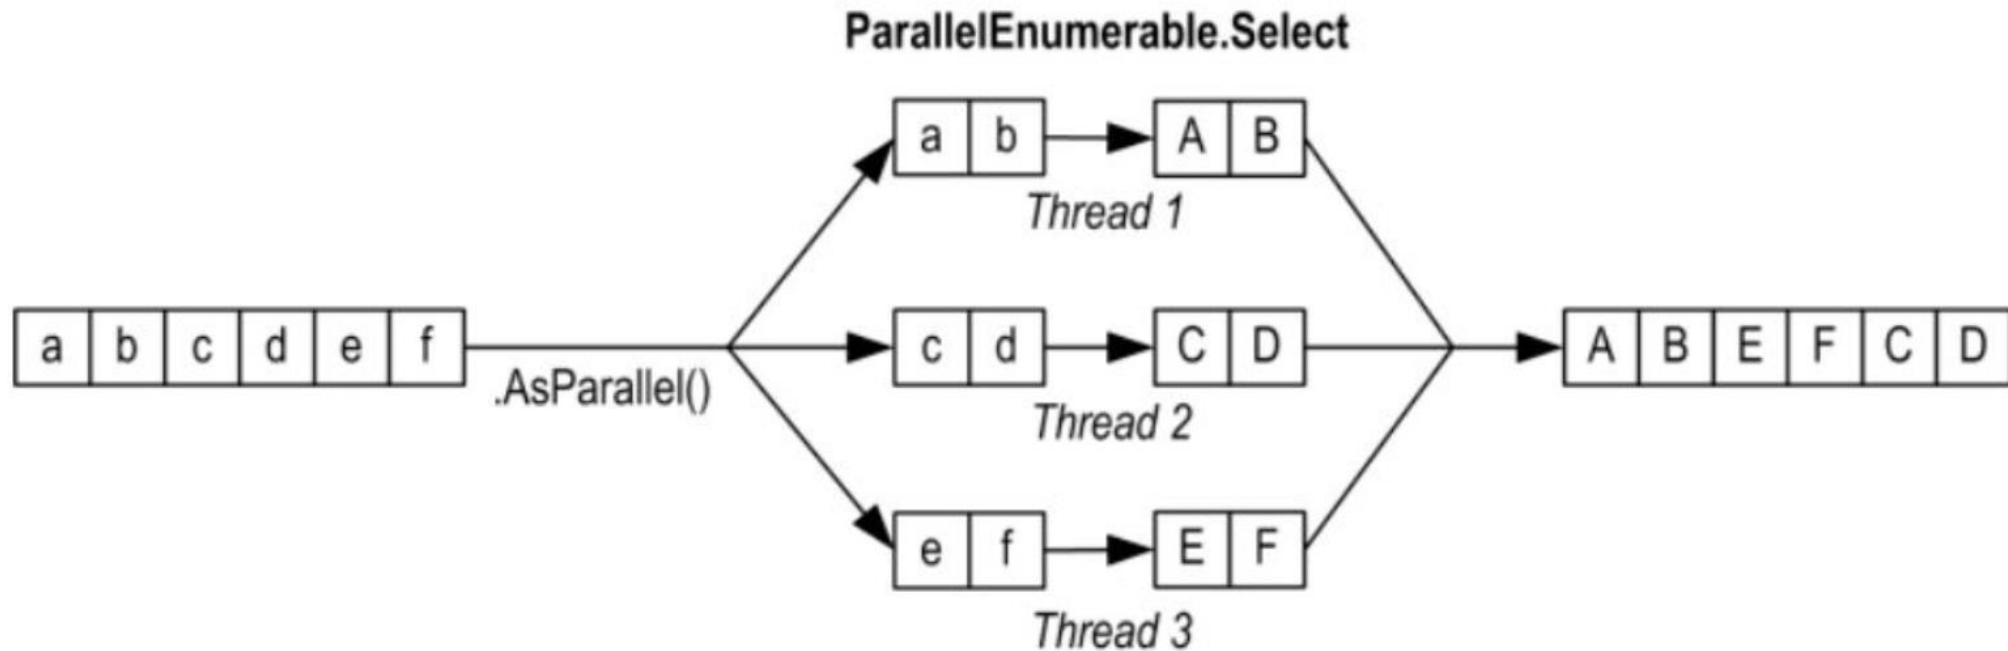 ParallelEnumerable.Select
a b A B
Thread 1
a b c d e f
.AsParallel()
c d C D
Thread 2
A B E F C D
e f E F
Thread 3